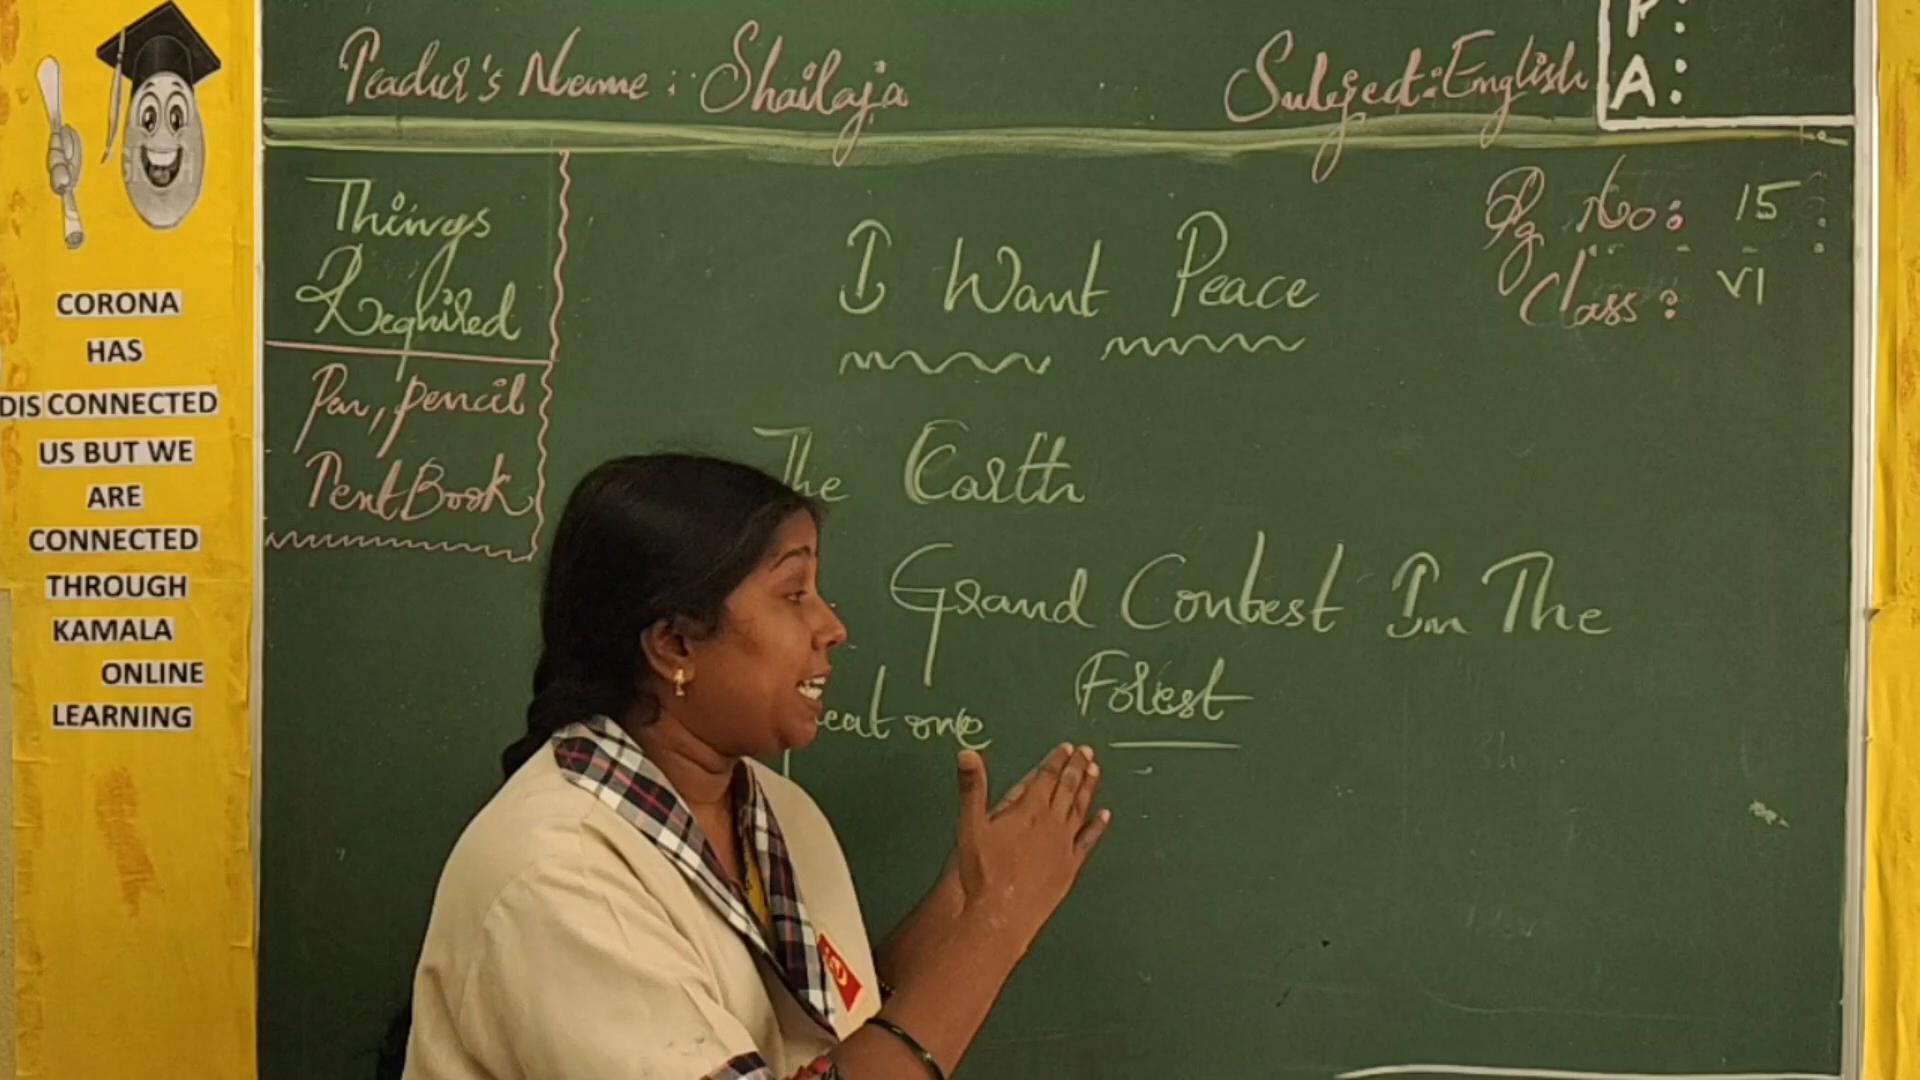 Teacher's Name : Shailaja
Subject : English
P :
A :
Pg No : 15
Class : VI
Things
Required
Pen, pencil
Text Book
I Want Peace
The Earth
Grand Contest In The
Forest
eat one
CORONA
HAS
DIS CONNECTED
US BUT WE
ARE
CONNECTED
THROUGH
KAMALA
ONLINE
LEARNING